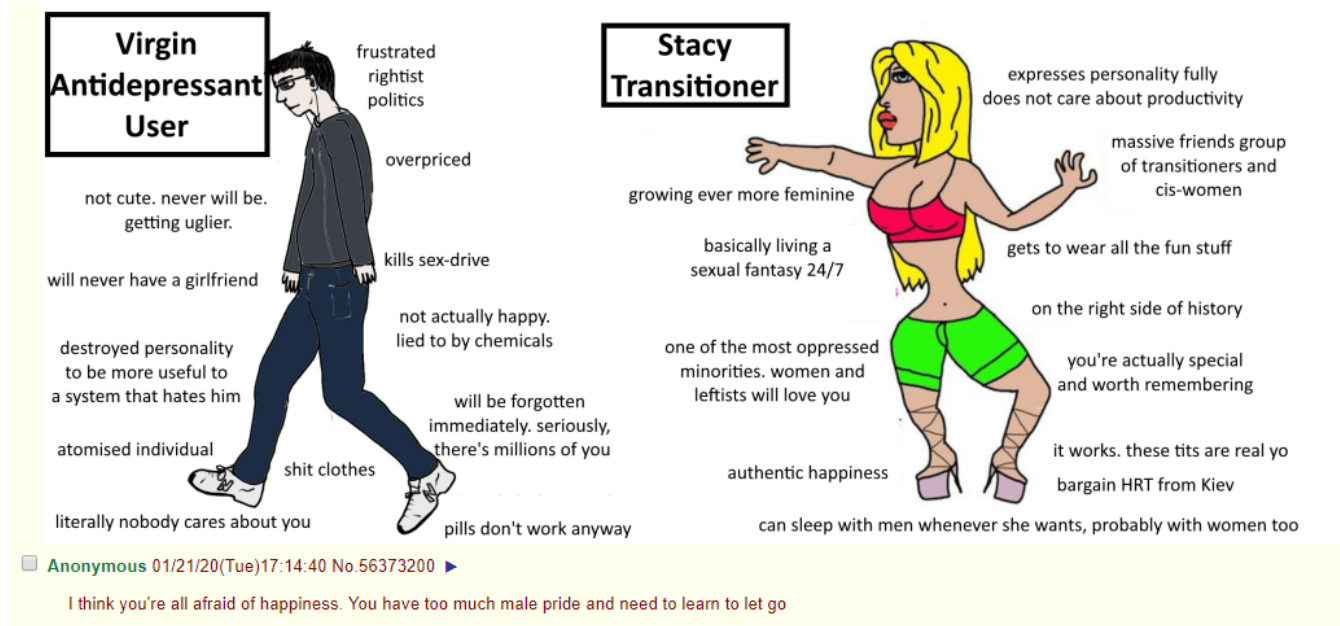 Virgin
Antidepressant
User
frustrated
rightist
politics
overpriced
not cute. never will be.
getting uglier.
kills sex-drive
will never have a girlfriend
not actually happy.
lied to by chemicals
destroyed personality
to be more useful to
a system that hates him
will be forgotten
immediately. seriously,
there's millions of you
atomised individual
shit clothes
literally nobody cares about you
pills don't work anyway
Stacy
Transitioner
expresses personality fully
does not care about productivity
massive friends group
of transitioners and
cis-women
growing ever more feminine
basically living a
sexual fantasy 24/7
gets to wear all the fun stuff
on the right side of history
one of the most oppressed
minorities. women and
leftists will love you
you're actually special
and worth remembering
it works. these tits are real yo
authentic happiness
bargain HRT from Kiev
can sleep with men whenever she wants, probably with women too
Anonymous 01/21/20(Tue)17:14:40 No.56373200 ▶
I think you're all afraid of happiness. You have too much male pride and need to learn to let go